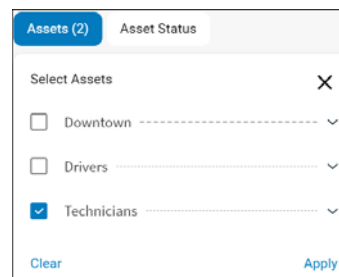 Assets (2) Asset Status
Select Assets
Downtown
Drivers
Technicians
Clear Apply